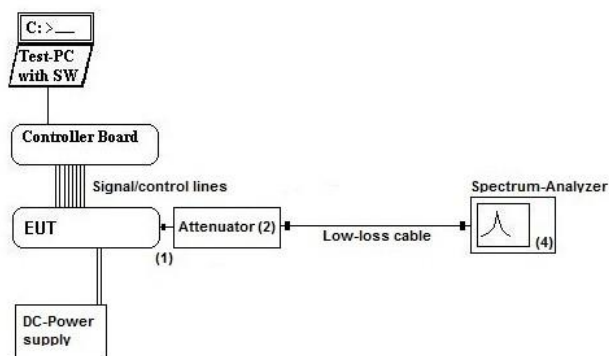 C: >__
Test-PC
with SW
Controller Board
Signal/control lines
Spectrum-Analyzer
EUT
Attenuator (2)
(1)
Low-loss cable
(4)
DC-Power
supply